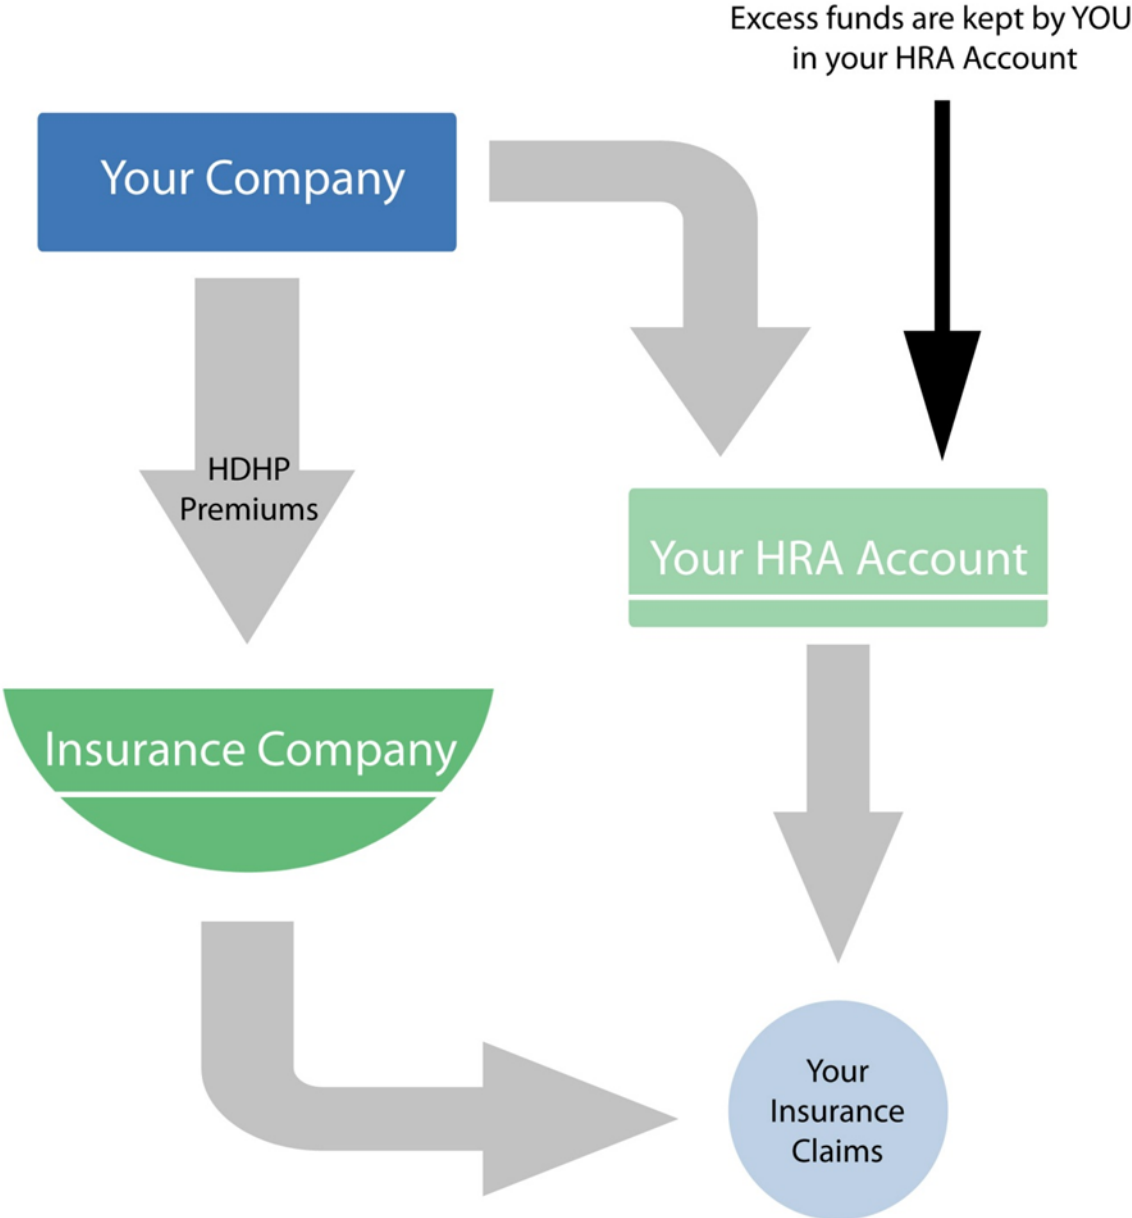 Excess funds are kept by YOU
in your HRA Account
Your Company
HDHP
Premiums
Your HRA Account
Insurance Company
Your
Insurance
Claims